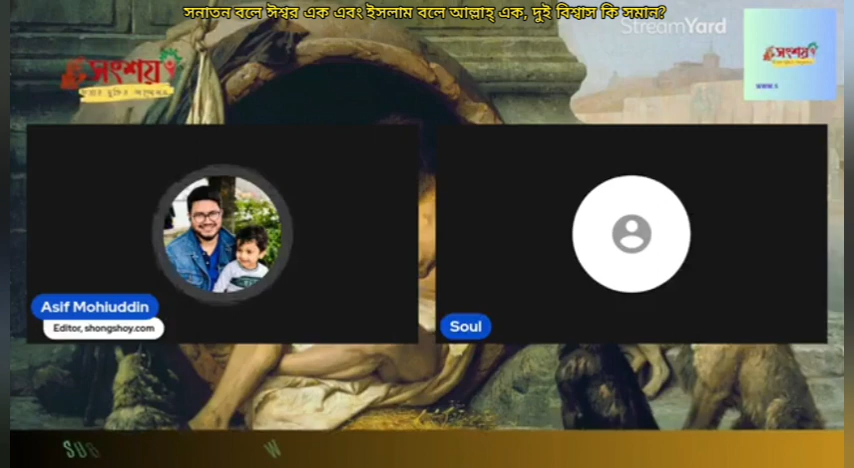 সনাতন বলে ঈশ্বর এক এবং ইসলাম বলে আল্লাহ্ এক, দুই বিশ্বাস কি সমান?
StreamYard
সংশয়
সংশয়
Asif Mohiuddin
Editor, shongshoy.com
Soul